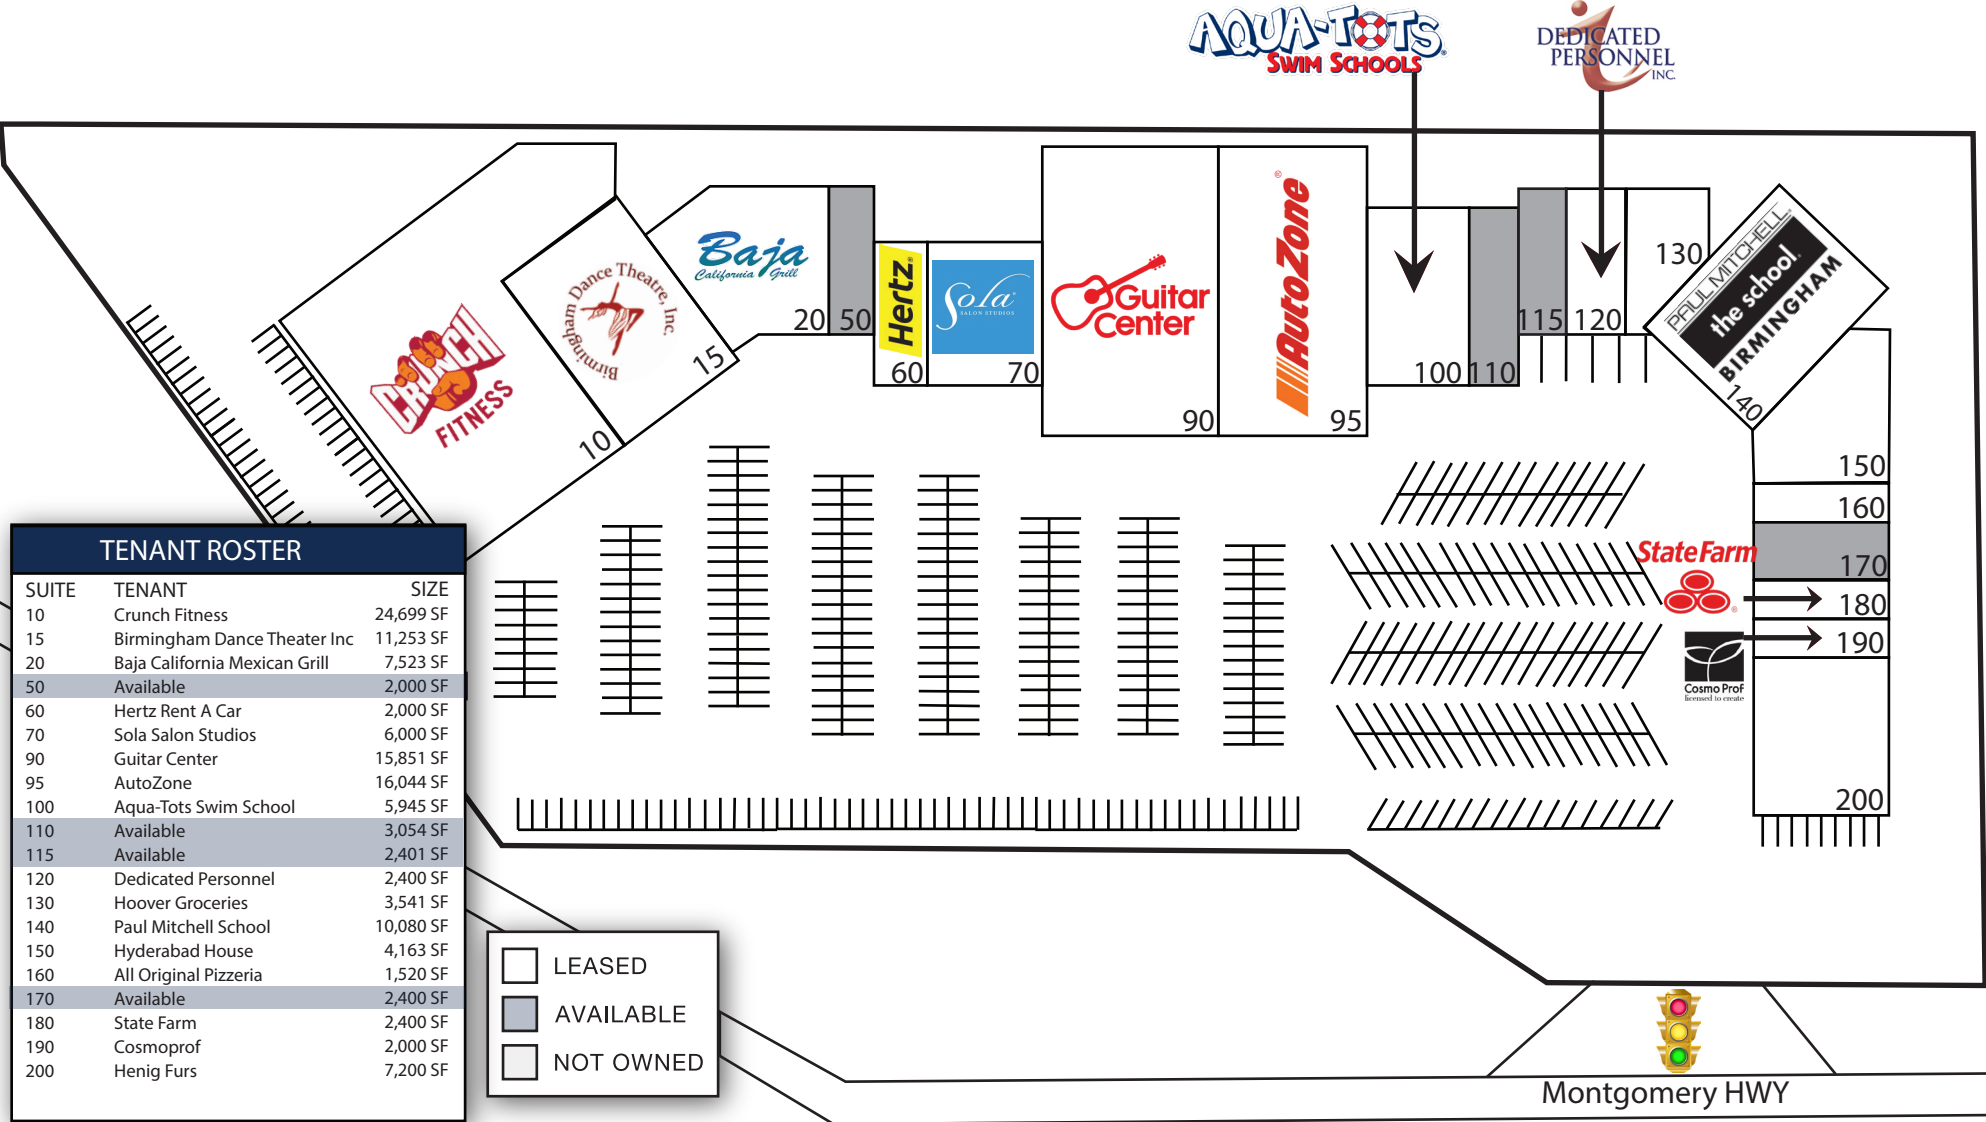 AQUA-TOTS
SWIM SCHOOLS
DEDICATED
PERSONNEL
INC.
CRUNCH
FITNESS
10
Birmingham Dance Theatre, Inc.
15
Baja
California Grill
20
50
Hertz
60
Sola
SALON STUDIOS
70
Guitar
Center
90
AutoZone
95
100
110
115
120
130
PAUL MITCHELL
the school
BIRMINGHAM
140
150
160
170
StateFarm
180
Cosmo Prof
licensed to create
190
200
TENANT ROSTER
SUITE TENANT SIZE
10 Crunch Fitness 24,699 SF
15 Birmingham Dance Theater Inc 11,253 SF
20 Baja California Mexican Grill 7,523 SF
50 Available 2,000 SF
60 Hertz Rent A Car 2,000 SF
70 Sola Salon Studios 6,000 SF
90 Guitar Center 15,851 SF
95 AutoZone 16,044 SF
100 Aqua-Tots Swim School 5,945 SF
110 Available 3,054 SF
115 Available 2,401 SF
120 Dedicated Personnel 2,400 SF
130 Hoover Groceries 3,541 SF
140 Paul Mitchell School 10,080 SF
150 Hyderabad House 4,163 SF
160 All Original Pizzeria 1,520 SF
170 Available 2,400 SF
180 State Farm 2,400 SF
190 Cosmoprof 2,000 SF
200 Henig Furs 7,200 SF
LEASED
AVAILABLE
NOT OWNED
Montgomery HWY